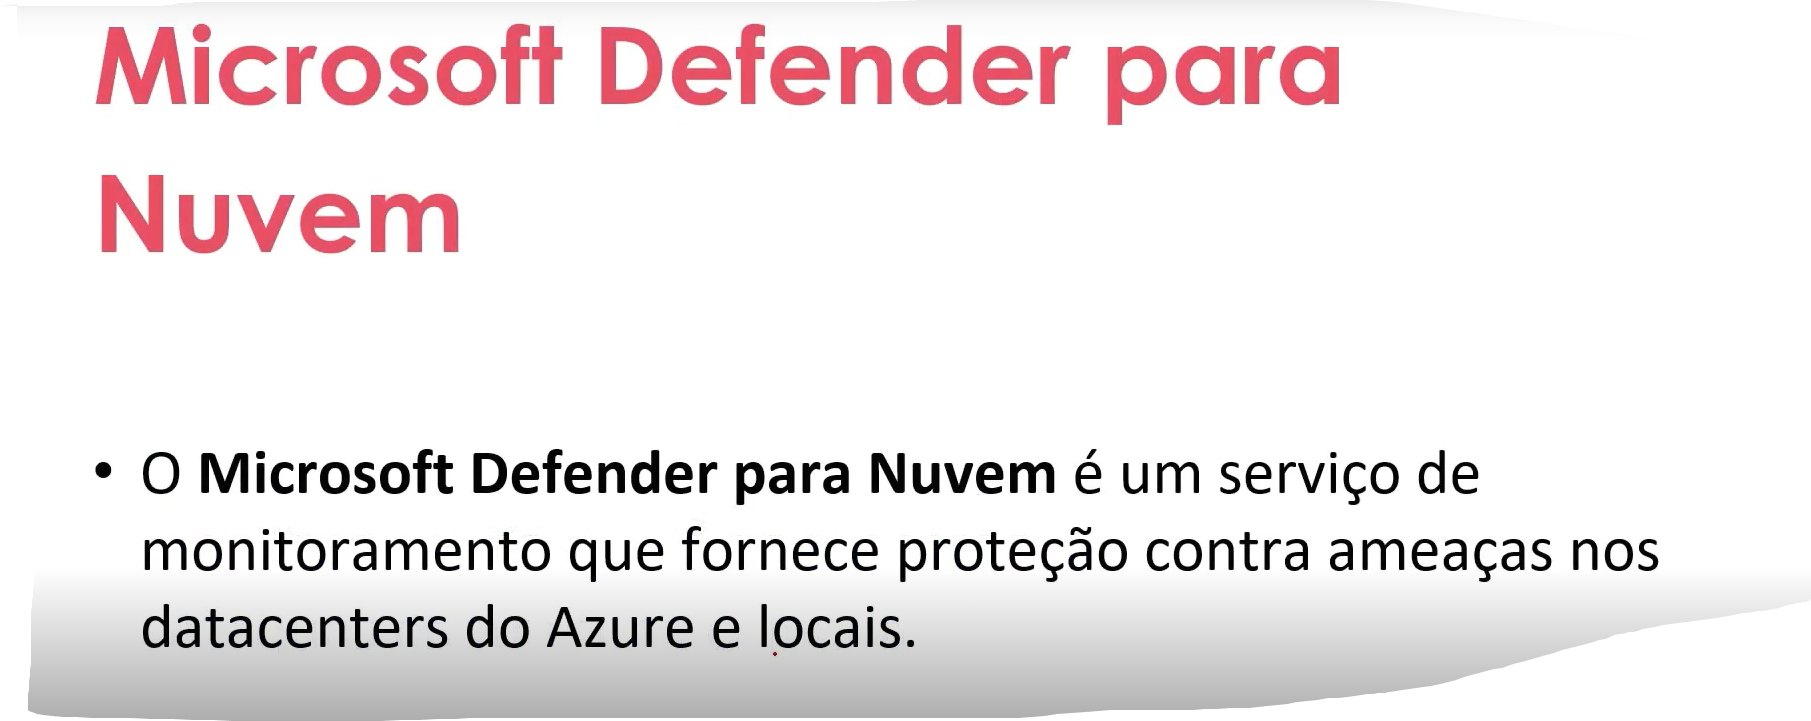 Microsoft Defender para
Nuvem
• O Microsoft Defender para Nuvem é um serviço de
monitoramento que fornece proteção contra ameaças nos
datacenters do Azure e locais.